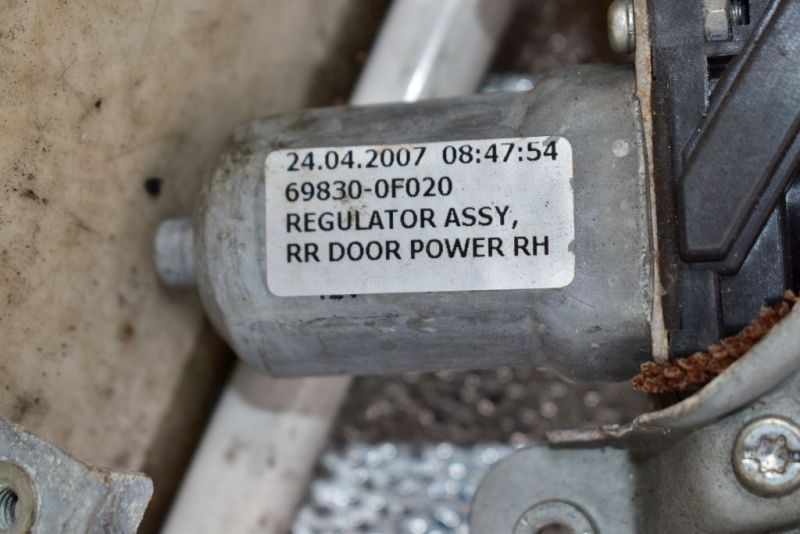 24.04.2007 08:47:54
69830-0F020
REGULATOR ASSY,
RR DOOR POWER RH